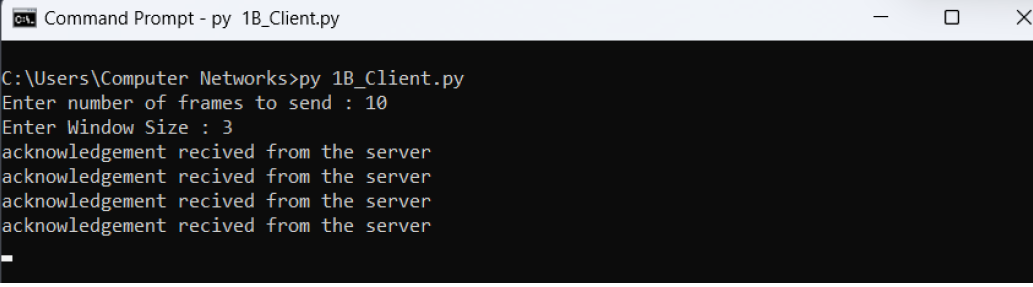 Command Prompt - py 1B_Client.py
C:\Users\Computer Networks>py 1B_Client.py
Enter number of frames to send : 10
Enter Window Size : 3
acknowledgement recived from the server
acknowledgement recived from the server
acknowledgement recived from the server
acknowledgement recived from the server